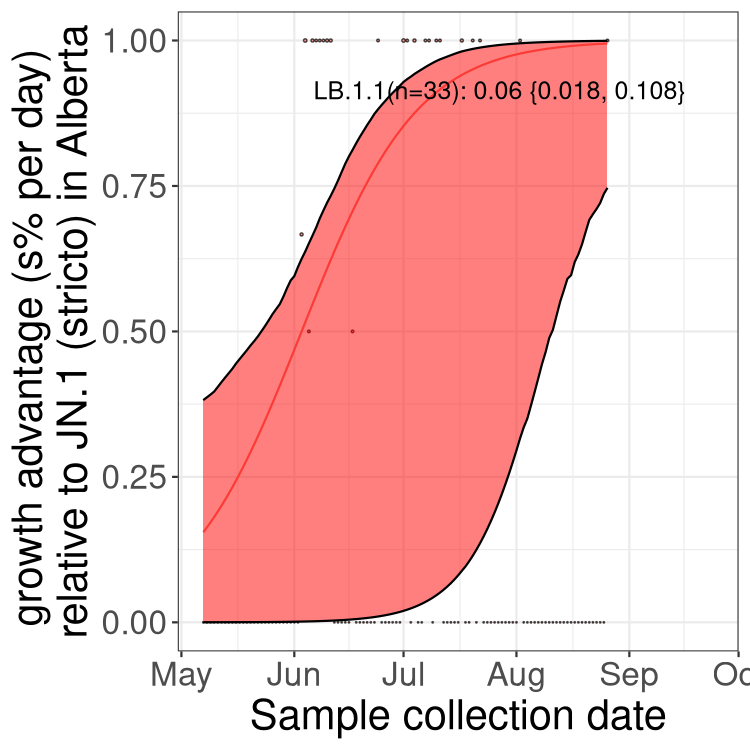 growth advantage (s% per day)
relative to JN.1 (stricto) in Alberta
1.00
0.75
0.50
0.25
0.00
LB.1.1(n=33): 0.06 {0.018, 0.108}
May Jun Jul Aug Sep Oc
Sample collection date